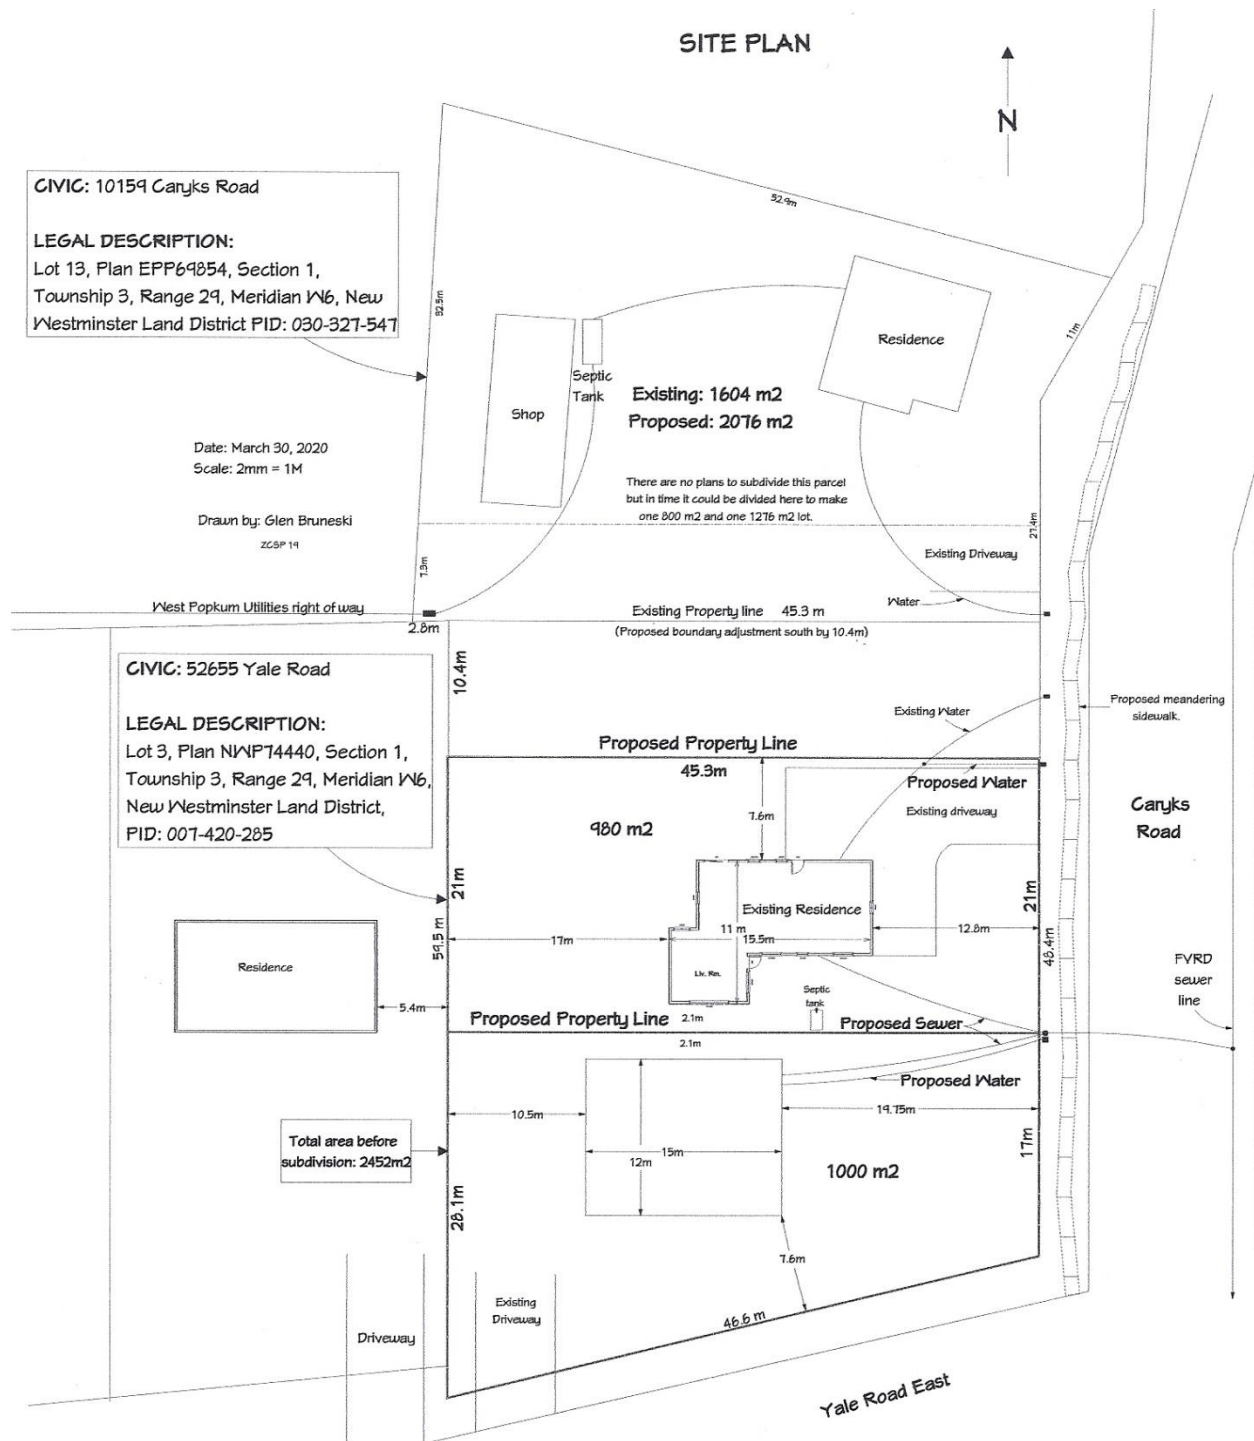 SITE PLAN
N
CIVIC: 10159 Caryks Road
LEGAL DESCRIPTION:
Lot 13, Plan EPP69854, Section 1,
Township 3, Range 29, Meridian W6, New
Westminster Land District PID: 030-327-547
52.9m
52.5m
11m
Residence
Septic
Tank
Shop
Existing: 1604 m2
Proposed: 2076 m2
Date: March 30, 2020
Scale: 2mm = 1M
There are no plans to subdivide this parcel
but in time it could be divided here to make
one 800 m2 and one 1276 m2 lot.
Drawn by: Glen Bruneski
ZCSP 19
27.4m
Existing Driveway
7.3m
Water
West Popkum Utilities right of way
Existing Property line 45.3 m
2.8m
(Proposed boundary adjustment south by 10.4m)
CIVIC: 52655 Yale Road
LEGAL DESCRIPTION:
Lot 3, Plan NWP74440, Section 1,
Township 3, Range 29, Meridian W6,
New Westminster Land District,
PID: 007-420-285
10.4m
Existing Water
Proposed meandering
sidewalk.
Proposed Property Line
45.3m
Proposed Water
Existing driveway
Caryks
Road
7.6m
980 m2
21m
21m
Existing Residence
11 m
15.5m
17m
12.8m
59.5 m
48.4m
Residence
Liv. Rm.
FVRD
sewer
line
5.4m
Septic
tank
2.1m
Proposed Property Line
Proposed Sewer
2.1m
Proposed Water
10.5m
19.75m
Total area before
subdivision: 2452m2
15m
12m
17m
1000 m2
28.1m
7.6m
Existing
Driveway
Driveway
46.6 m
Yale Road East